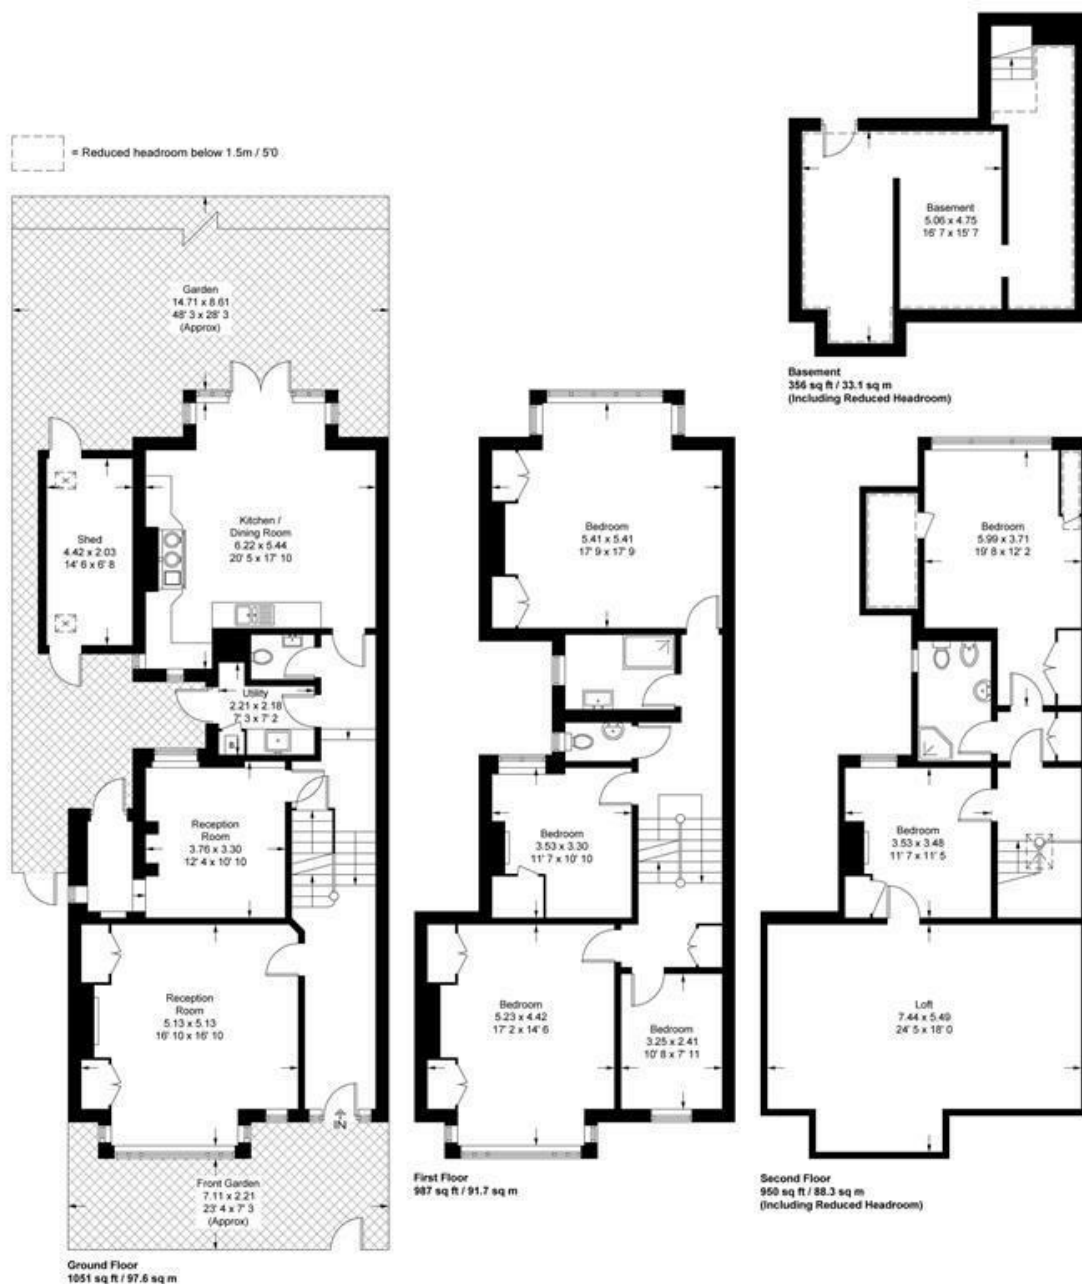 = Reduced headroom below 1.5m / 5'0
Basement
5.06 x 4.75
16' 7 x 15' 7
Basement
356 sq ft / 33.1 sq m
(Including Reduced Headroom)
Garden
14.71 x 8.61
48' 3 x 28' 3
(Approx)
Shed
4.42 x 2.03
14' 6 x 6' 8
Kitchen /
Dining Room
6.22 x 5.44
20' 5 x 17' 10
Utility
2.21 x 2.18
7' 3 x 7' 2
B
Reception
Room
3.76 x 3.30
12' 4 x 10' 10
Reception
Room
5.13 x 5.13
16' 10 x 16' 10
IN
Front Garden
7.11 x 2.21
23' 4 x 7' 3
(Approx)
Ground Floor
1051 sq ft / 97.6 sq m
Bedroom
5.41 x 5.41
17' 9 x 17' 9
Bedroom
3.53 x 3.30
11' 7 x 10' 10
Bedroom
5.23 x 4.42
17' 2 x 14' 6
Bedroom
3.25 x 2.41
10' 8 x 7' 11
First Floor
987 sq ft / 91.7 sq m
Bedroom
5.99 x 3.71
19' 8 x 12' 2
Bedroom
3.53 x 3.48
11' 7 x 11' 5
Loft
7.44 x 5.49
24' 5 x 18' 0
Second Floor
950 sq ft / 88.3 sq m
(Including Reduced Headroom)